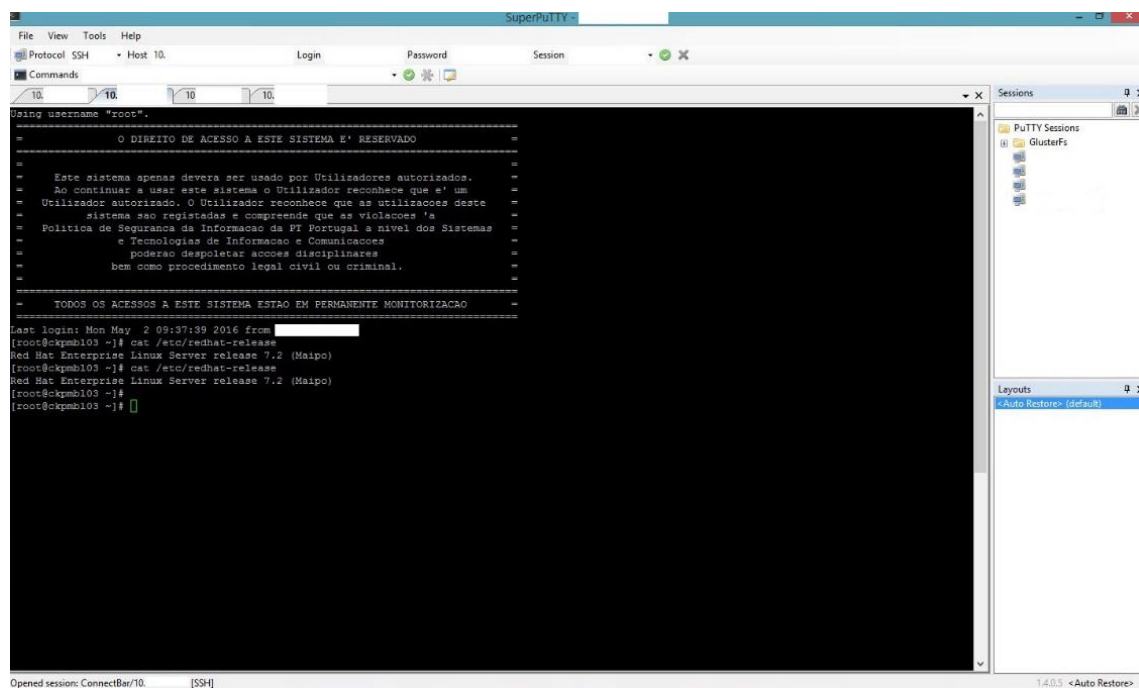 SuperPuTTY -
File View Tools Help
Protocol SSH Host 10. Login Password Session
Commands
10. 10. 10 10.
Using username "root".
================================================================================
= O DIREITO DE ACESSO A ESTE SISTEMA E' RESERVADO =
================================================================================
= =
= Este sistema apenas devera ser usado por Utilizadores autorizados. =
= Ao continuar a usar este sistema o Utilizador reconhece que e' um =
= Utilizador autorizado. O Utilizador reconhece que as utilizacoes deste =
= sistema sao registadas e compreende que as violacoes 'a =
= Politica de Seguranca da Informacao da PT Portugal a nivel dos Sistemas =
= e Tecnologias de Informacao e Comunicacoes =
= poderao despoletar accoes disciplinares =
= bem como procedimento legal civil ou criminal. =
= =
================================================================================
= TODOS OS ACESSOS A ESTE SISTEMA ESTAO EM PERMANENTE MONITORIZACAO =
================================================================================
Last login: Mon May 2 09:37:39 2016 from
[root@ckpmbl03 ~]# cat /etc/redhat-release
Red Hat Enterprise Linux Server release 7.2 (Maipo)
[root@ckpmbl03 ~]# cat /etc/redhat-release
Red Hat Enterprise Linux Server release 7.2 (Maipo)
[root@ckpmbl03 ~]#
[root@ckpmbl03 ~]#
Sessions
PuTTY Sessions
GlusterFs
Layouts
<Auto Restore> (default)
Opened session: ConnectBar/10. [SSH]
1.4.0.5 <Auto Restore>